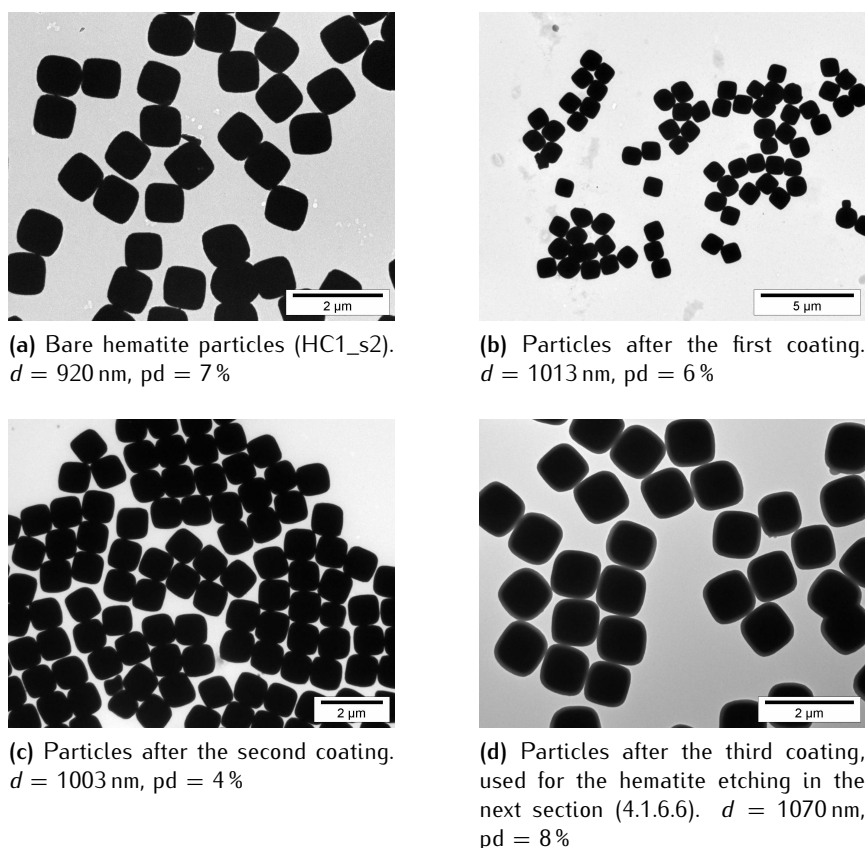 2 µm
5 µm
(a) Bare hematite particles (HC1_s2).
d = 920 nm, pd = 7 %
(b) Particles after the first coating.
d = 1013 nm, pd = 6 %
2 µm
2 µm
(c) Particles after the second coating.
d = 1003 nm, pd = 4 %
(d) Particles after the third coating,
used for the hematite etching in the
next section (4.1.6.6). d = 1070 nm,
pd = 8 %